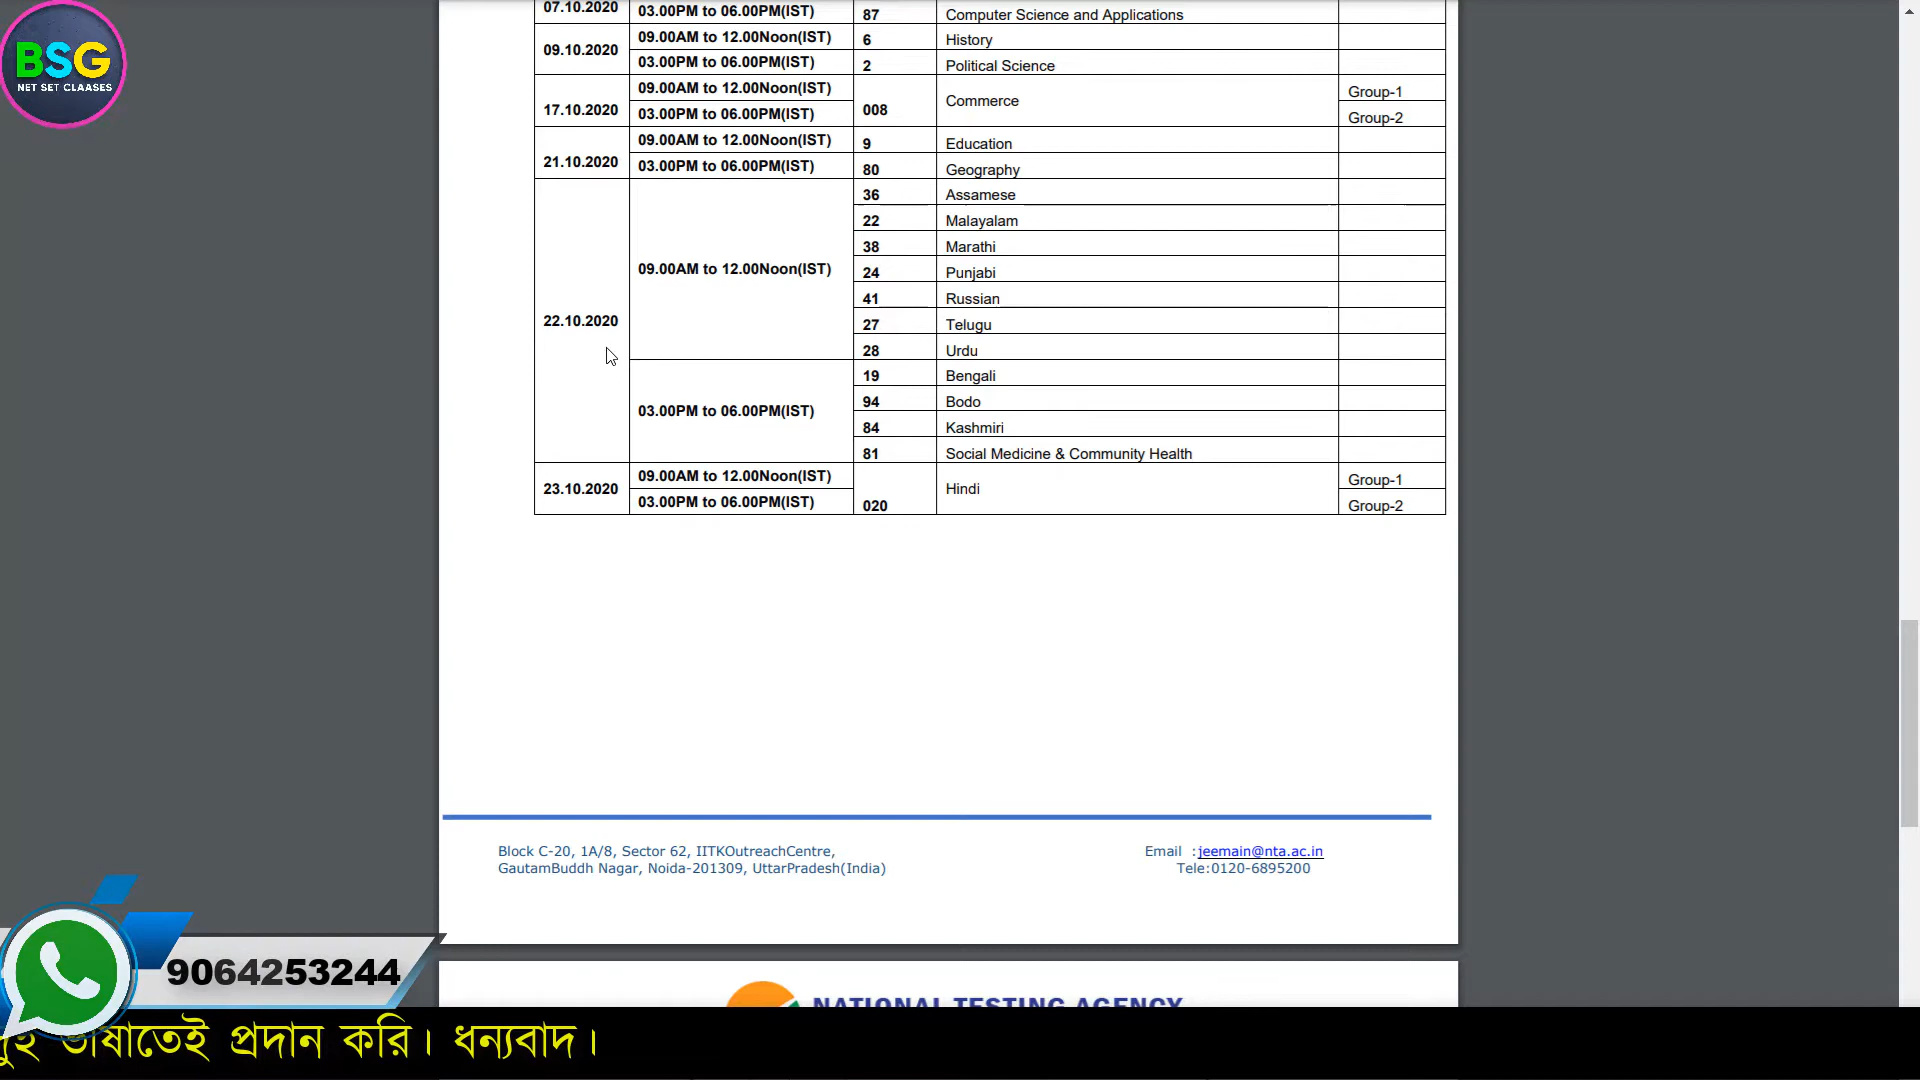 BSG
NET SET CLAASES
07.10.2020 03.00PM to 06.00PM(IST) 87 Computer Science and Applications
09.10.2020 09.00AM to 12.00Noon(IST) 6 History
03.00PM to 06.00PM(IST) 2 Political Science
17.10.2020 09.00AM to 12.00Noon(IST) 008 Commerce Group-1
03.00PM to 06.00PM(IST) Group-2
21.10.2020 09.00AM to 12.00Noon(IST) 9 Education
03.00PM to 06.00PM(IST) 80 Geography
22.10.2020 09.00AM to 12.00Noon(IST) 36 Assamese
22 Malayalam
38 Marathi
24 Punjabi
41 Russian
27 Telugu
28 Urdu
03.00PM to 06.00PM(IST) 19 Bengali
94 Bodo
84 Kashmiri
81 Social Medicine & Community Health
23.10.2020 09.00AM to 12.00Noon(IST) 020 Hindi Group-1
03.00PM to 06.00PM(IST) Group-2
Block C-20, 1A/8, Sector 62, IITKOutreachCentre, Email :jeemain@nta.ac.in
GautamBuddh Nagar, Noida-201309, UttarPradesh(India) Tele:0120-6895200
9064253244
NATIONAL TESTING AGENCY
ভাষাতেই প্রদান করি। ধন্যবাদ।